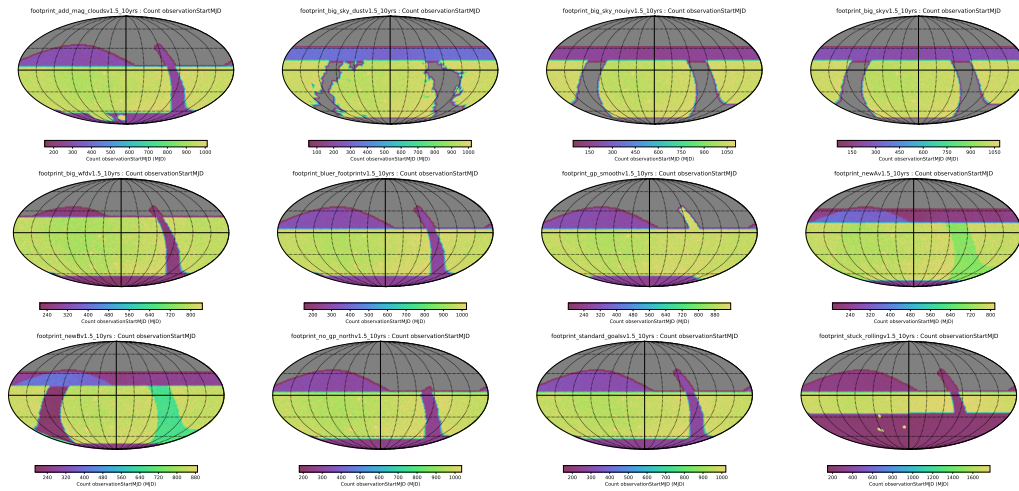 footprint_add_mag_cloudsv1.5_10yrs : Count observationStartMJD
200 300 400 500 600 700 800 900 1000
Count observationStartMJD (MJD)
footprint_big_sky_dustv1.5_10yrs : Count observationStartMJD
100 200 300 400 500 600 700 800 900 1000
Count observationStartMJD (MJD)
footprint_big_sky_nouiyv1.5_10yrs : Count observationStartMJD
150 300 450 600 750 900 1050
Count observationStartMJD (MJD)
footprint_big_skyv1.5_10yrs : Count observationStartMJD
150 300 450 600 750 900 1050
Count observationStartMJD (MJD)
footprint_big_wfdv1.5_10yrs : Count observationStartMJD
240 320 400 480 560 640 720 800
Count observationStartMJD (MJD)
footprint_bluer_footprintv1.5_10yrs : Count observationStartMJD
200 300 400 500 600 700 800 900 1000
Count observationStartMJD (MJD)
footprint_gp_smoothv1.5_10yrs : Count observationStartMJD
240 320 400 480 560 640 720 800 880
Count observationStartMJD (MJD)
footprint_newAv1.5_10yrs : Count observationStartMJD
240 320 400 480 560 640 720 800
Count observationStartMJD (MJD)
footprint_newBv1.5_10yrs : Count observationStartMJD
240 320 400 480 560 640 720 800 880
Count observationStartMJD (MJD)
footprint_no_gp_northv1.5_10yrs : Count observationStartMJD
200 300 400 500 600 700 800 900 1000
Count observationStartMJD (MJD)
footprint_standard_goalsv1.5_10yrs : Count observationStartMJD
200 300 400 500 600 700 800 900 1000
Count observationStartMJD (MJD)
footprint_stuck_rollingv1.5_10yrs : Count observationStartMJD
200 400 600 800 1000 1200 1400 1600
Count observationStartMJD (MJD)